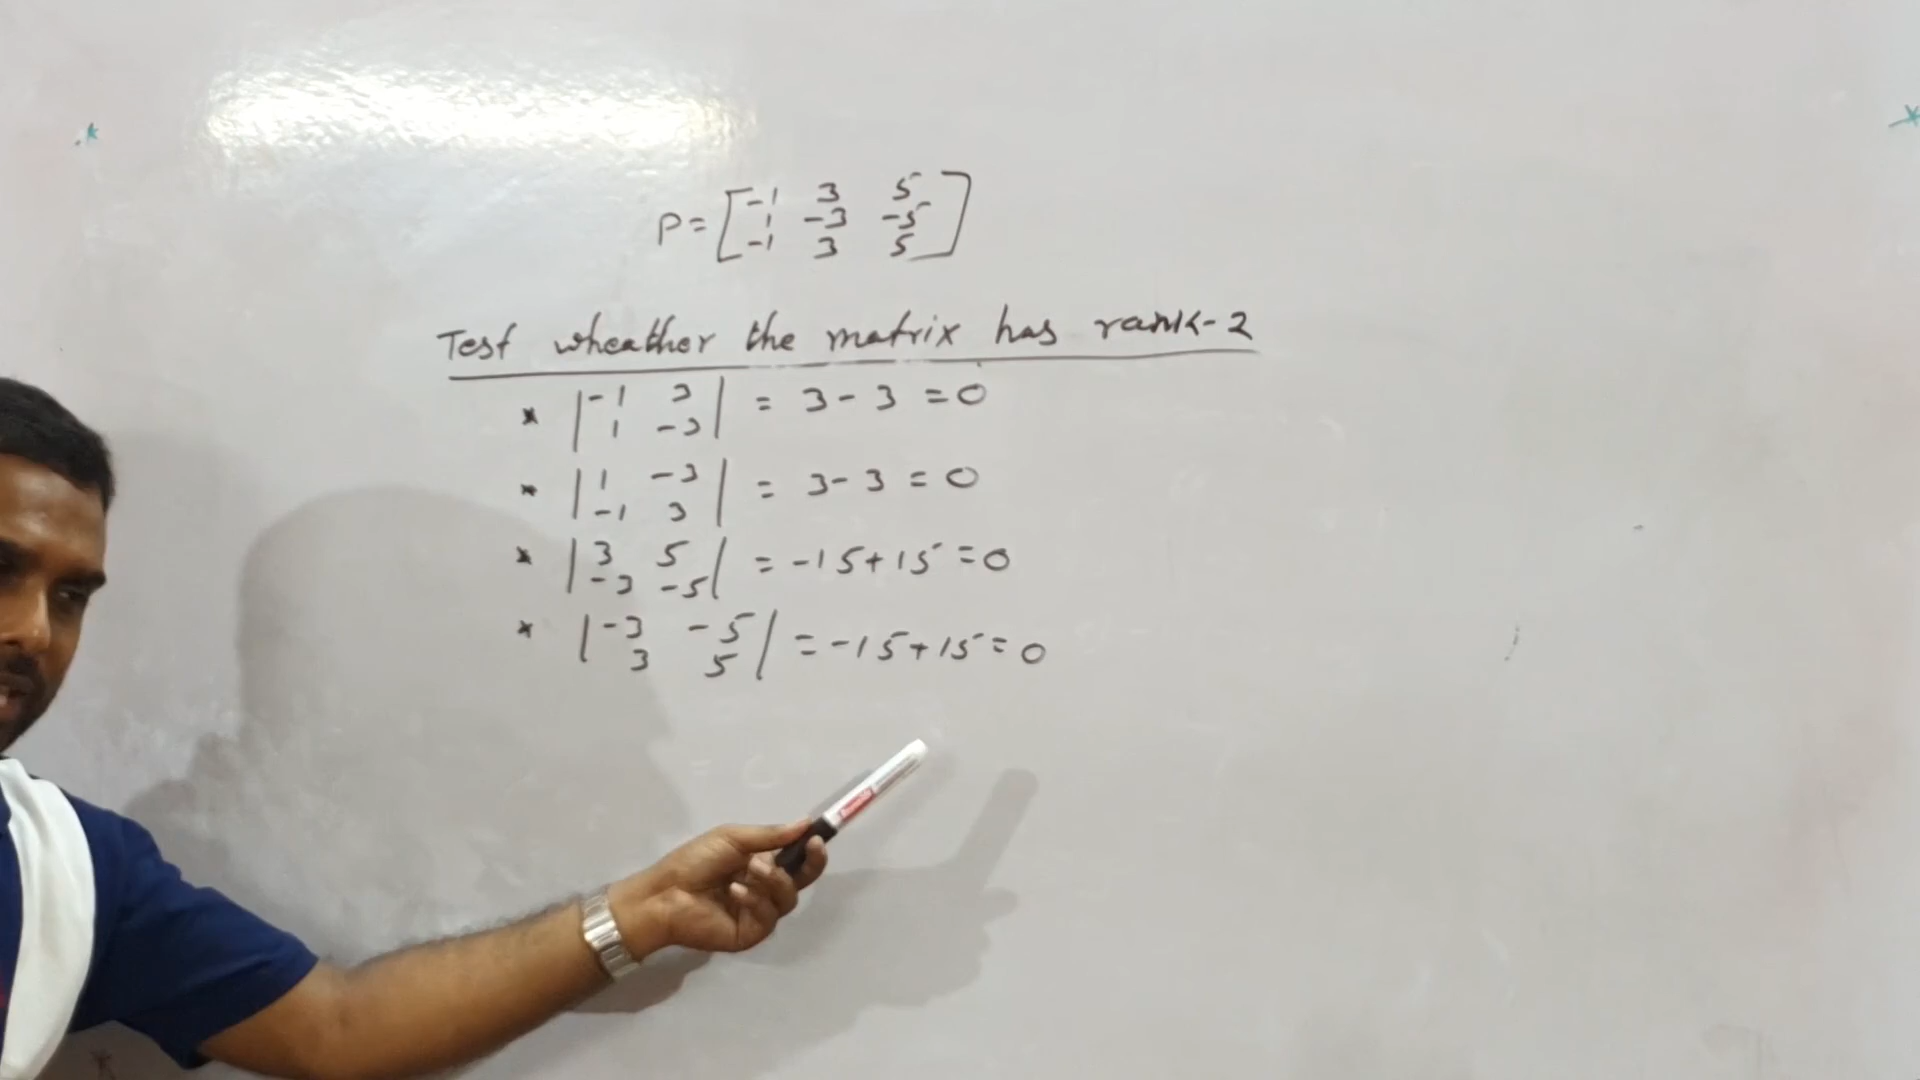 P = [ -1 3 5
1 -3 -5
-1 3 5 ]
Test wheather the matrix has rank-2
* | -1 3 | = 3 - 3 = 0
1 -3
* | 1 -3 | = 3 - 3 = 0
-1 3
* | 3 5 | = -15 + 15 = 0
-3 -5
* | -3 -5 | = -15 + 15 = 0
3 5